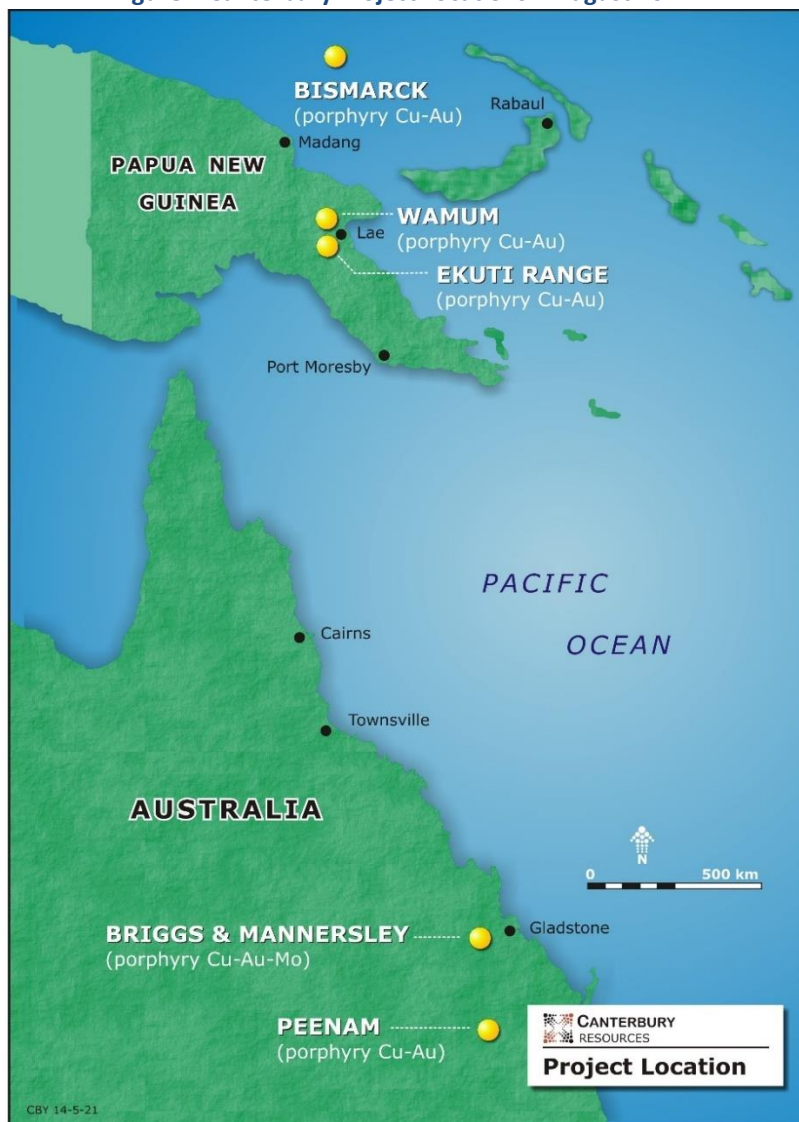 BISMARCK
(porphyry Cu-Au)
Rabaul
Madang
PAPUA NEW
GUINEA
WAMUM
(porphyry Cu-Au)
Lae
EKUTI RANGE
(porphyry Cu-Au)
Port Moresby
PACIFIC
OCEAN
Cairns
Townsville
AUSTRALIA
N
0 500 km
BRIGGS & MANNERSLEY
(porphyry Cu-Au-Mo)
Gladstone
PEENAM
(porphyry Cu-Au)
CANTERBURY
RESOURCES
Project Location
CBY 14-5-21